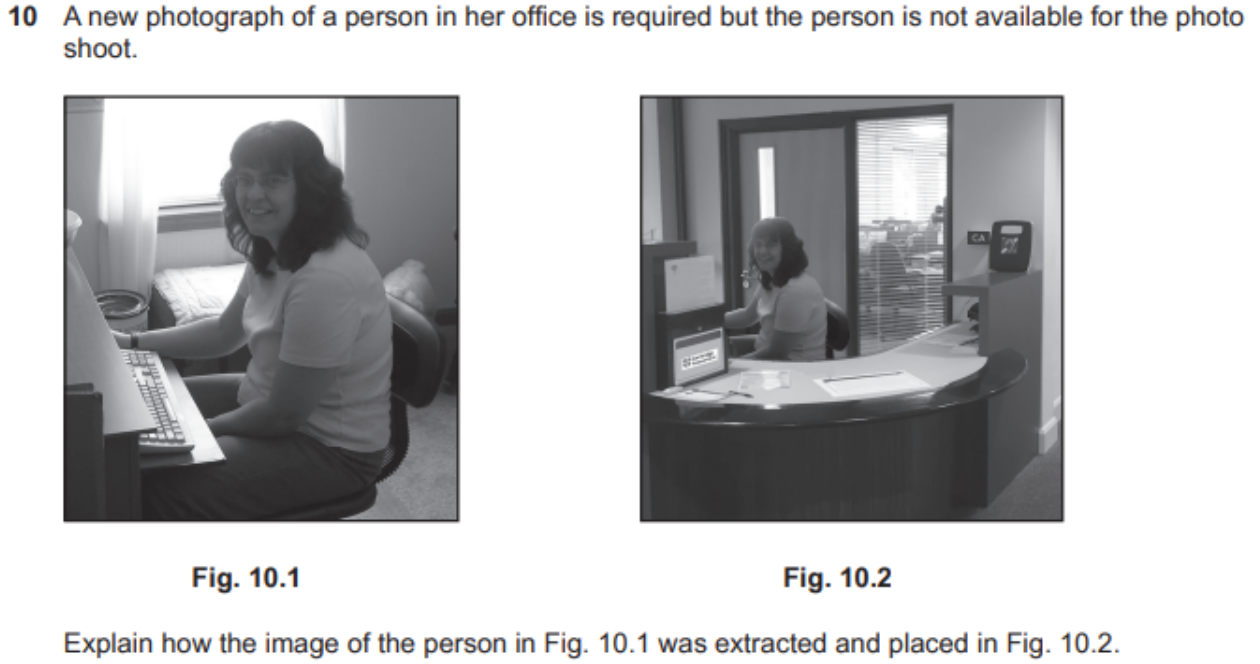 10 A new photograph of a person in her office is required but the person is not available for the photo
shoot.
CA
Fig. 10.1
Fig. 10.2
Explain how the image of the person in Fig. 10.1 was extracted and placed in Fig. 10.2.